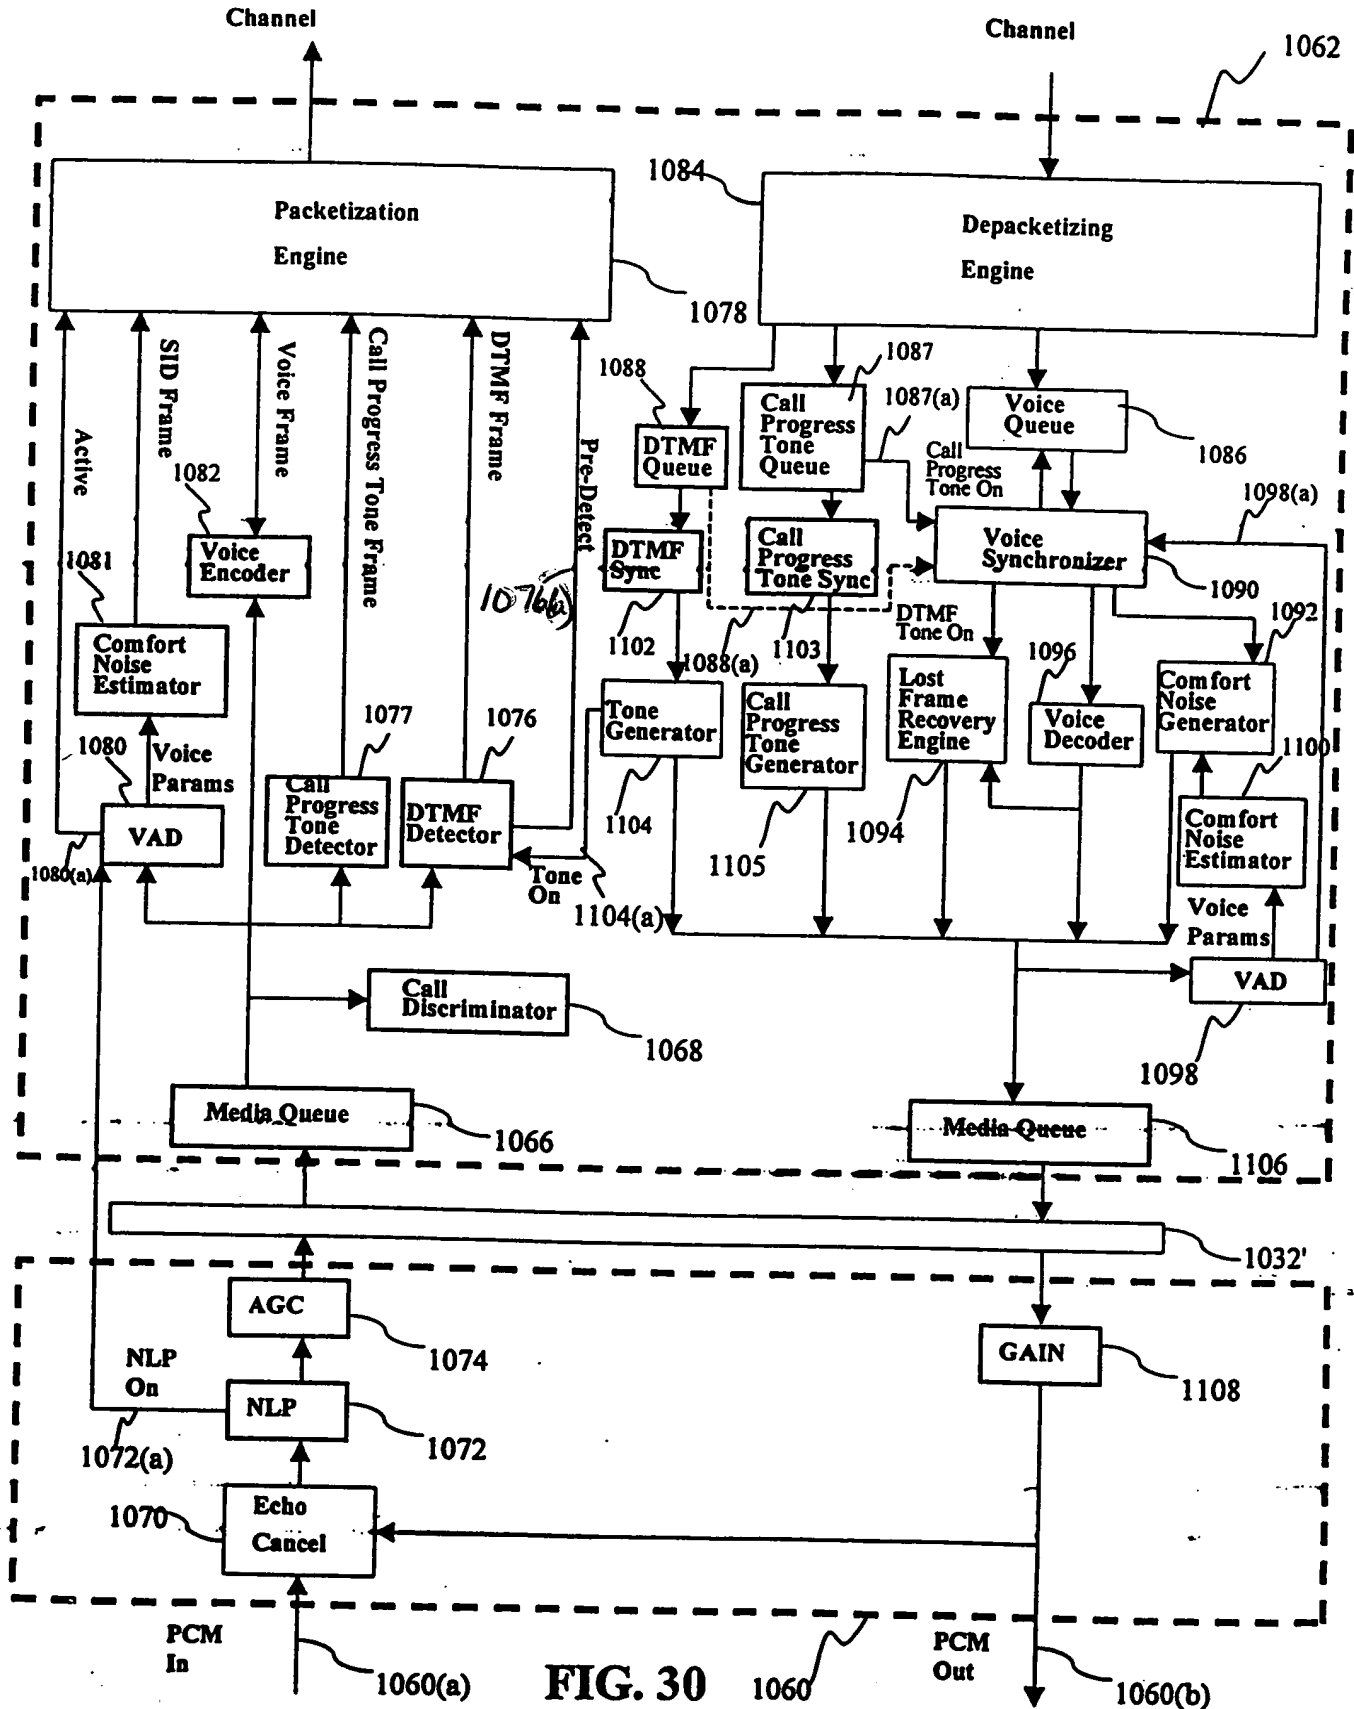 Channel
Channel
1062
1084
Packetization
Engine
1078
Depacketizing
Engine
Active
SID Frame
Voice Frame
Call Progress Tone Frame
DTMF Frame
Pre-Detect
1088
1087
1087(a)
DTMF
Queue
Call
Progress
Tone
Queue
Voice
Queue
1086
Call
Progress
Tone On
1098(a)
1082
Voice
Encoder
1081
Comfort
Noise
Estimator
1076(a)
DTMF
Sync
1102
Call
Progress
Tone Sync
1103
1088(a)
Voice
Synchronizer
1090
1092
DTMF
Tone On
1096
Tone
Generator
1104
Call
Progress
Tone
Generator
1105
Lost
Frame
Recovery
Engine
1094
Voice
Decoder
Comfort
Noise
Generator
1100
Comfort
Noise
Estimator
Voice
Params
1080
Voice
Params
VAD
1080(a)
1077
Call
Progress
Tone
Detector
1076
DTMF
Detector
Tone
On
1104(a)
VAD
1098
Call
Discriminator
1068
Media Queue
1066
Media Queue
1106
1032'
AGC
1074
GAIN
1108
NLP
On
1072(a)
NLP
1072
1070
Echo
Cancel
PCM
In
1060(a)
FIG. 30
1060
PCM
Out
1060(b)